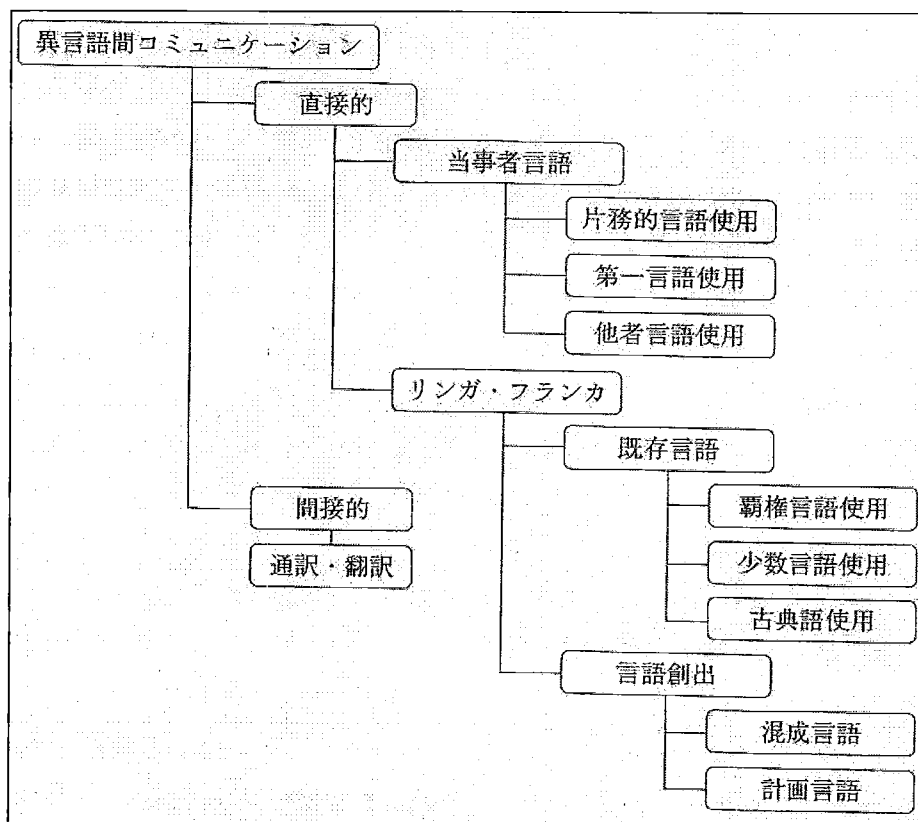 異言語間コミュニケーション
直接的
当事者言語
片務的言語使用
第一言語使用
他者言語使用
リンガ・フランカ
既存言語
覇権言語使用
少数言語使用
古典語使用
言語創出
混成言語
計画言語
間接的
通訳・翻訳